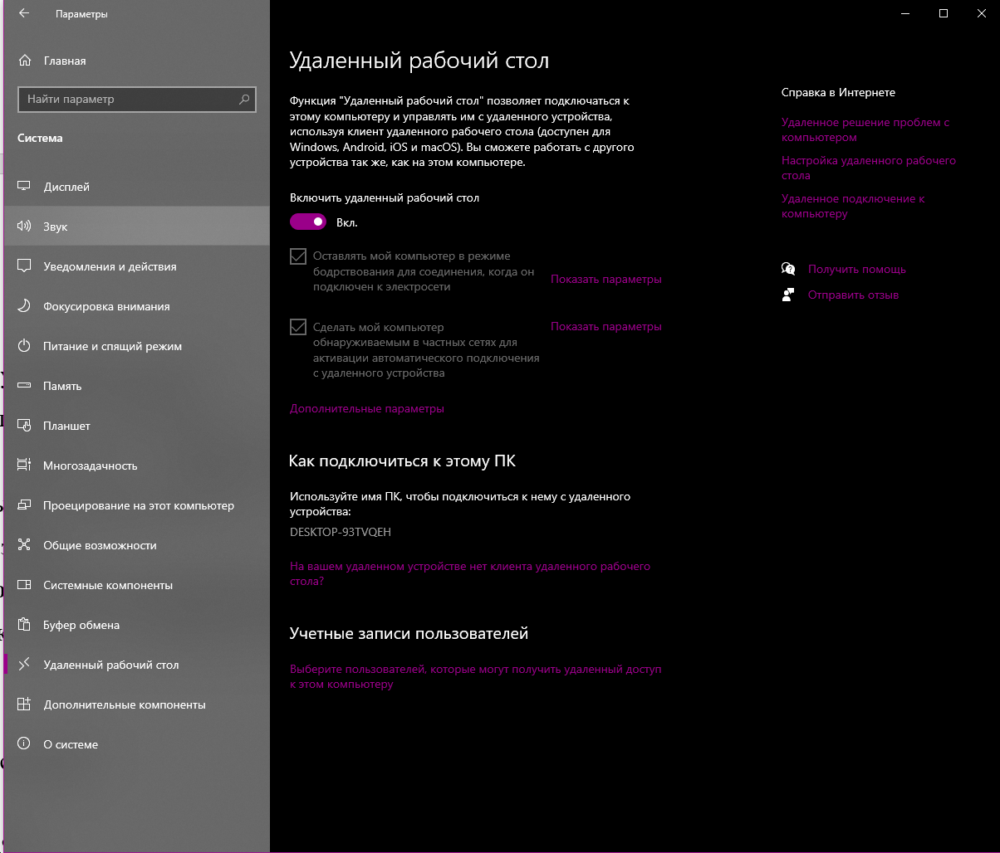 Параметры
Главная
Найти параметр
Система
Дисплей
Звук
Уведомления и действия
Фокусировка внимания
Питание и спящий режим
Память
Планшет
Многозадачность
Проецирование на этот компьютер
Общие возможности
Системные компоненты
Буфер обмена
Удаленный рабочий стол
Дополнительные компоненты
О системе
Удаленный рабочий стол
Функция "Удаленный рабочий стол" позволяет подключаться к
этому компьютеру и управлять им с удаленного устройства,
используя клиент удаленного рабочего стола (доступен для
Windows, Android, iOS и macOS). Вы сможете работать с другого
устройства так же, как на этом компьютере.
Включить удаленный рабочий стол
Вкл.
Оставлять мой компьютер в режиме
бодрствования для соединения, когда он
подключен к электросети
Показать параметры
Сделать мой компьютер
обнаруживаемым в частных сетях для
активации автоматического подключения
с удаленного устройства
Показать параметры
Дополнительные параметры
Как подключиться к этому ПК
Используйте имя ПК, чтобы подключиться к нему с удаленного
устройства:
DESKTOP-93TVQEH
На вашем удаленном устройстве нет клиента удаленного рабочего
стола?
Учетные записи пользователей
Выберите пользователей, которые могут получить удаленный доступ
к этом компьютеру
Справка в Интернете
Удаленное решение проблем с
компьютером
Настройка удаленного рабочего
стола
Удаленное подключение к
компьютеру
Получить помощь
Отправить отзыв